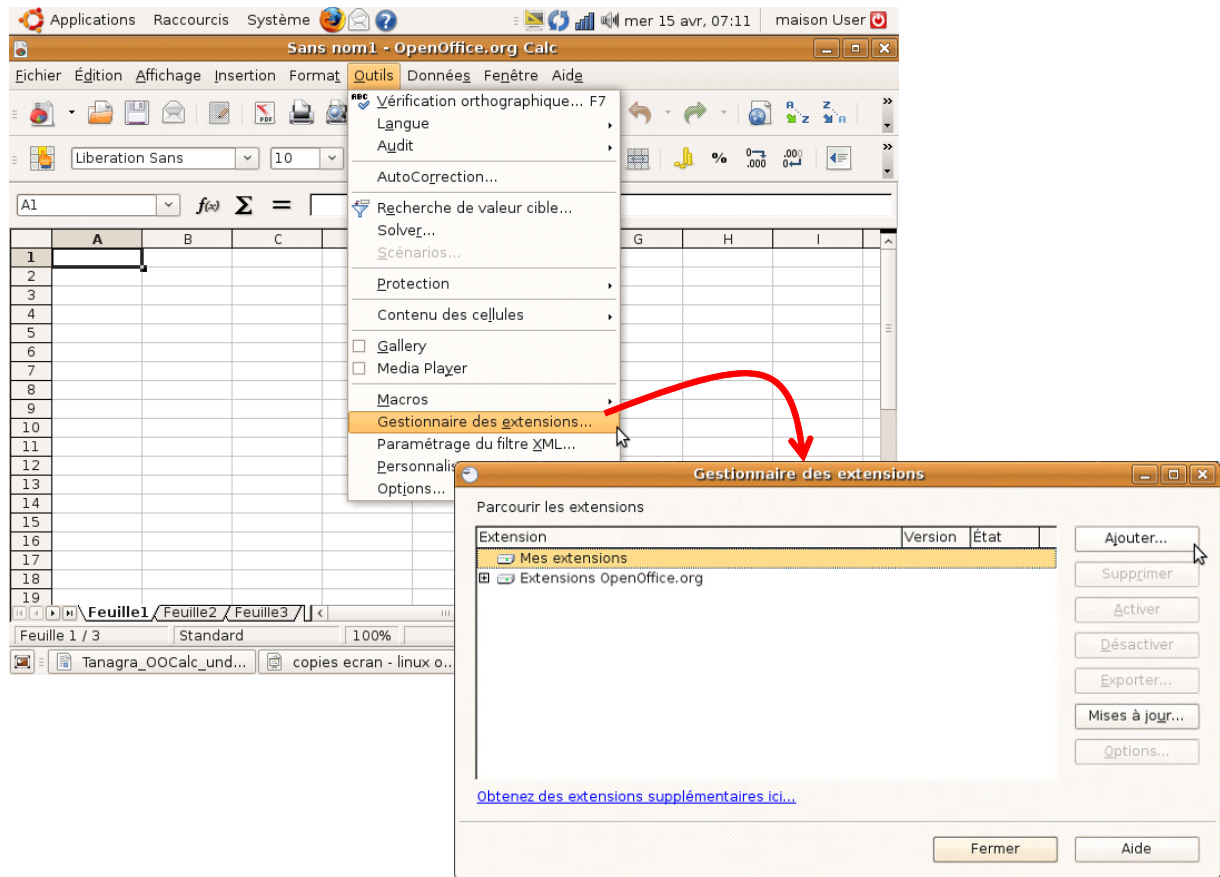 Applications Raccourcis Système mer 15 avr, 07:11 maison User
Sans nom1 - OpenOffice.org Calc
Fichier Édition Affichage Insertion Format Outils Données Fenêtre Aide
Vérification orthographique... F7
Langue
Audit
AutoCorrection...
Recherche de valeur cible...
Solver...
Scénarios...
Protection
Contenu des cellules
Gallery
Media Player
Macros
Gestionnaire des extensions...
Paramétrage du filtre XML...
Personnalis
Options...
Liberation Sans 10
A1 f(x) Σ =
A B C G H I
1
2
3
4
5
6
7
8
9
10
11
12
13
14
15
16
17
18
19
Feuille1 Feuille2 Feuille3
Feuille 1 / 3 Standard 100%
Tanagra_OOCalc_und... copies ecran - linux o...
Gestionnaire des extensions
Parcourir les extensions
Extension Version État
Mes extensions
Extensions OpenOffice.org
Ajouter...
Supprimer
Activer
Désactiver
Exporter...
Mises à jour...
Options...
Obtenez des extensions supplémentaires ici...
Fermer Aide